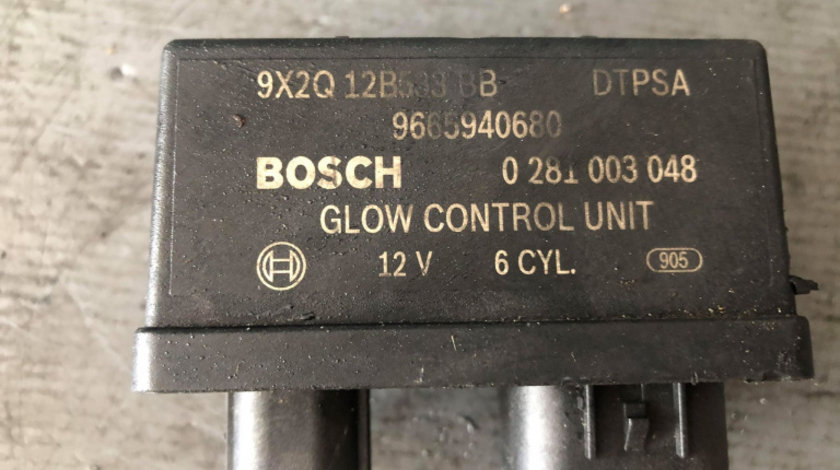 9X2Q 12B533 BB DTPSA
9665940680
BOSCH 0 281 003 048
GLOW CONTROL UNIT
12 V 6 CYL. 905